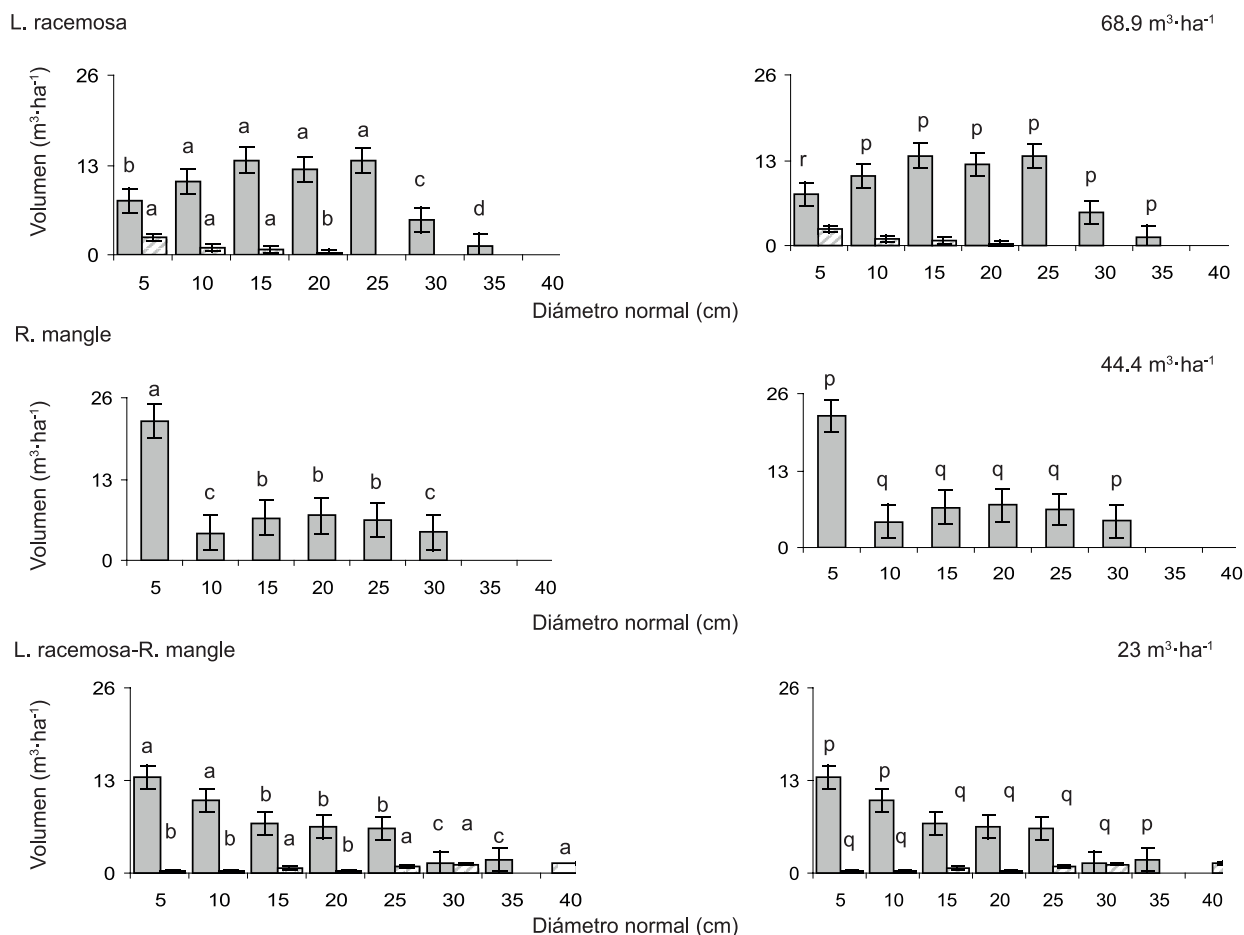 L. racemosa
68.9 m³·ha⁻¹
Volumen (m³·ha⁻¹)
26
13
0
b a a a a c d
a a a b
5 10 15 20 25 30 35 40
26
13
0
r p p p p p p
5 10 15 20 25 30 35 40
Diámetro normal (cm)
R. mangle
44.4 m³·ha⁻¹
Volumen (m³·ha⁻¹)
26
13
0
a c b b b c
5 10 15 20 25 30 35 40
26
13
0
p q q q q p
5 10 15 20 25 30 35 40
Diámetro normal (cm)
L. racemosa-R. mangle
23 m³·ha⁻¹
Volumen (m³·ha⁻¹)
26
13
0
a a b b b c c
b b a b a a a
5 10 15 20 25 30 35 40
26
13
0
p p q q q q p
q q
5 10 15 20 25 30 35 40
Diámetro normal (cm)